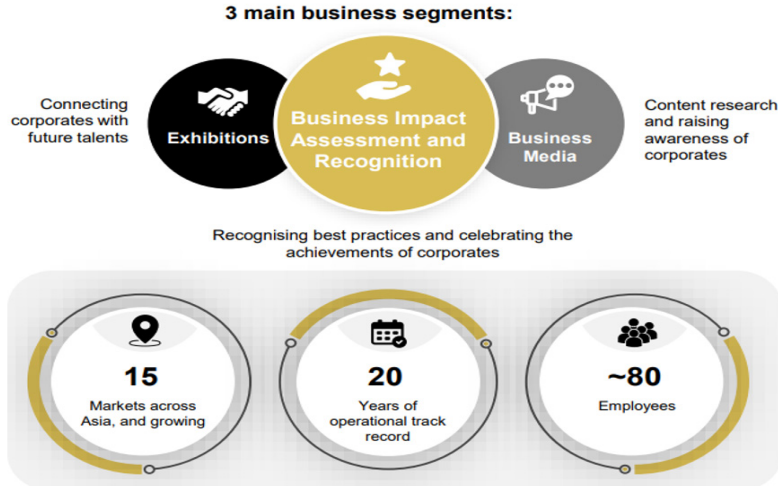 3 main business segments:
Connecting
corporates with
future talents
Exhibitions
Business Impact
Assessment and
Recognition
Business
Media
Content research
and raising
awareness of
corporates
Recognising best practices and celebrating the
achievements of corporates
15
Markets across
Asia, and growing
20
Years of
operational track
record
~80
Employees